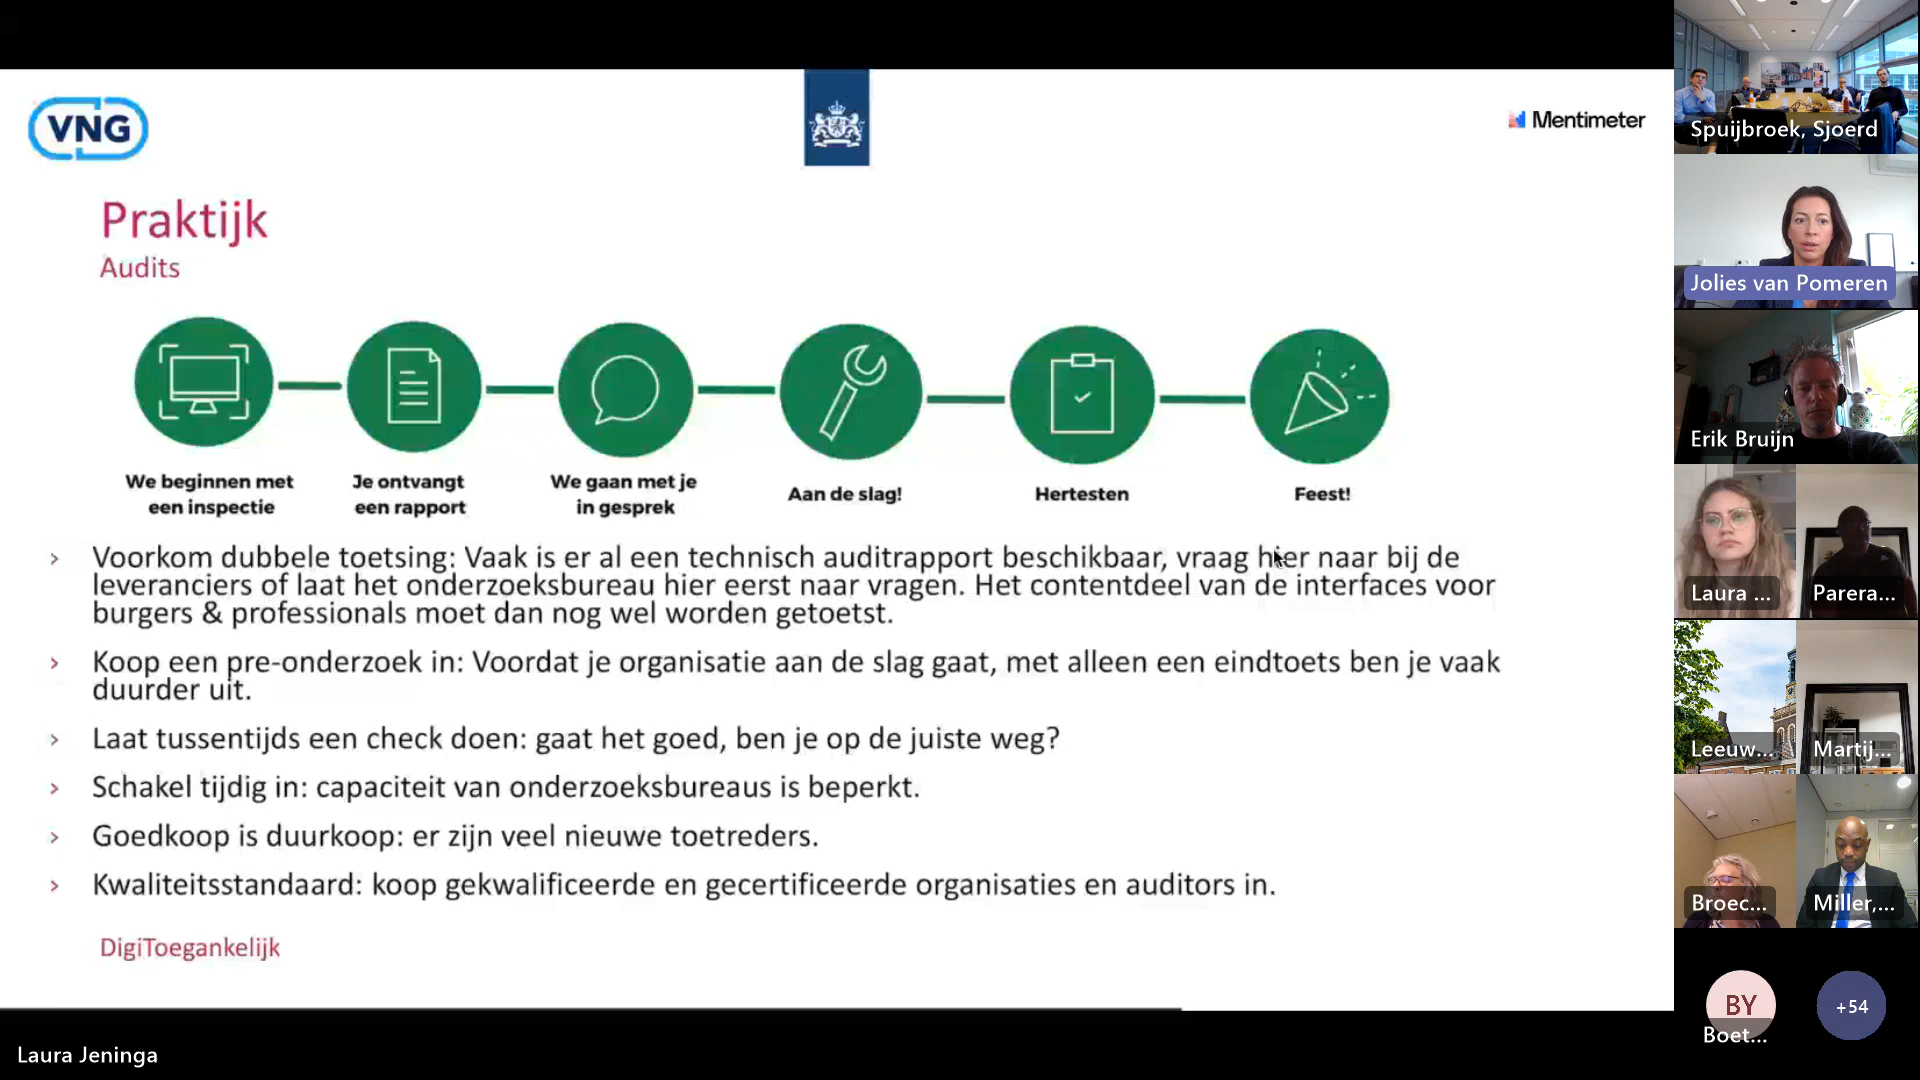 VNG
Mentimeter
Praktijk
Audits
We beginnen met
een inspectie
Je ontvangt
een rapport
We gaan met je
in gesprek
Aan de slag!
Hertesten
Feest!
› Voorkom dubbele toetsing: Vaak is er al een technisch auditrapport beschikbaar, vraag hier naar bij de
leveranciers of laat het onderzoeksbureau hier eerst naar vragen. Het contentdeel van de interfaces voor
burgers & professionals moet dan nog wel worden getoetst.
› Koop een pre-onderzoek in: Voordat je organisatie aan de slag gaat, met alleen een eindtoets ben je vaak
duurder uit.
› Laat tussentijds een check doen: gaat het goed, ben je op de juiste weg?
› Schakel tijdig in: capaciteit van onderzoeksbureaus is beperkt.
› Goedkoop is duurkoop: er zijn veel nieuwe toetreders.
› Kwaliteitsstandaard: koop gekwalificeerde en gecertificeerde organisaties en auditors in.
DigiToegankelijk
Laura Jeninga
Spuijbroek, Sjoerd
Jolies van Pomeren
Erik Bruijn
Laura ...
Parera...
Leeuw...
Martij...
Broec...
Miller,...
BY
Boet...
+54